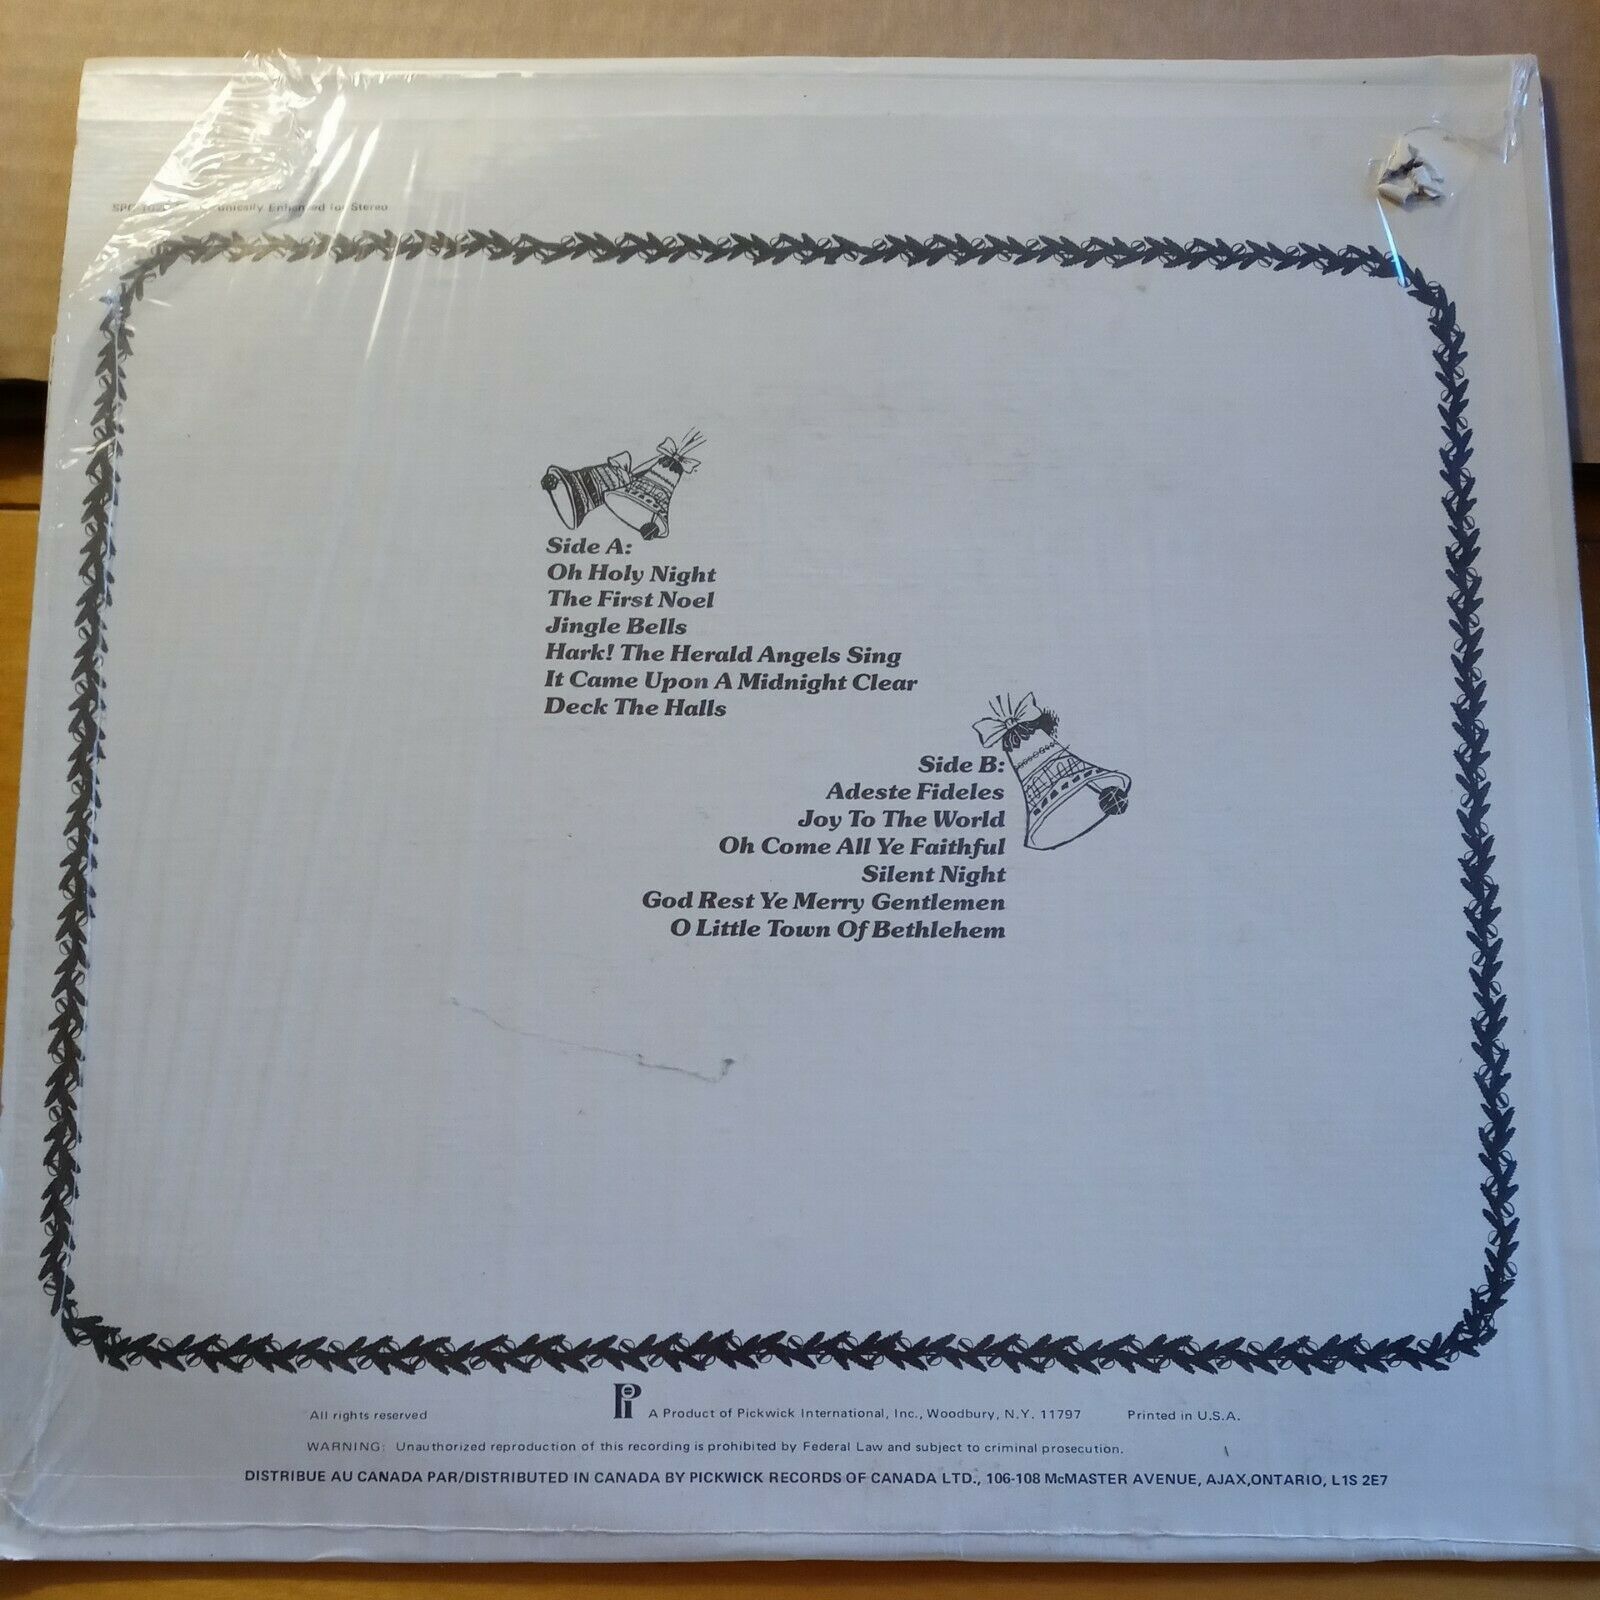 Enhanced for Stereo
Side A:
Oh Holy Night
The First Noel
Jingle Bells
Hark! The Herald Angels Sing
It Came Upon A Midnight Clear
Deck The Halls
Side B:
Adeste Fideles
Joy To The World
Oh Come All Ye Faithful
Silent Night
God Rest Ye Merry Gentlemen
O Little Town Of Bethlehem
All rights reserved
Pi A Product of Pickwick International, Inc., Woodbury, N.Y. 11797
Printed in U.S.A.
WARNING: Unauthorized reproduction of this recording is prohibited by Federal Law and subject to criminal prosecution.
DISTRIBUE AU CANADA PAR/DISTRIBUTED IN CANADA BY PICKWICK RECORDS OF CANADA LTD., 106-108 McMASTER AVENUE, AJAX,ONTARIO, L1S 2E7